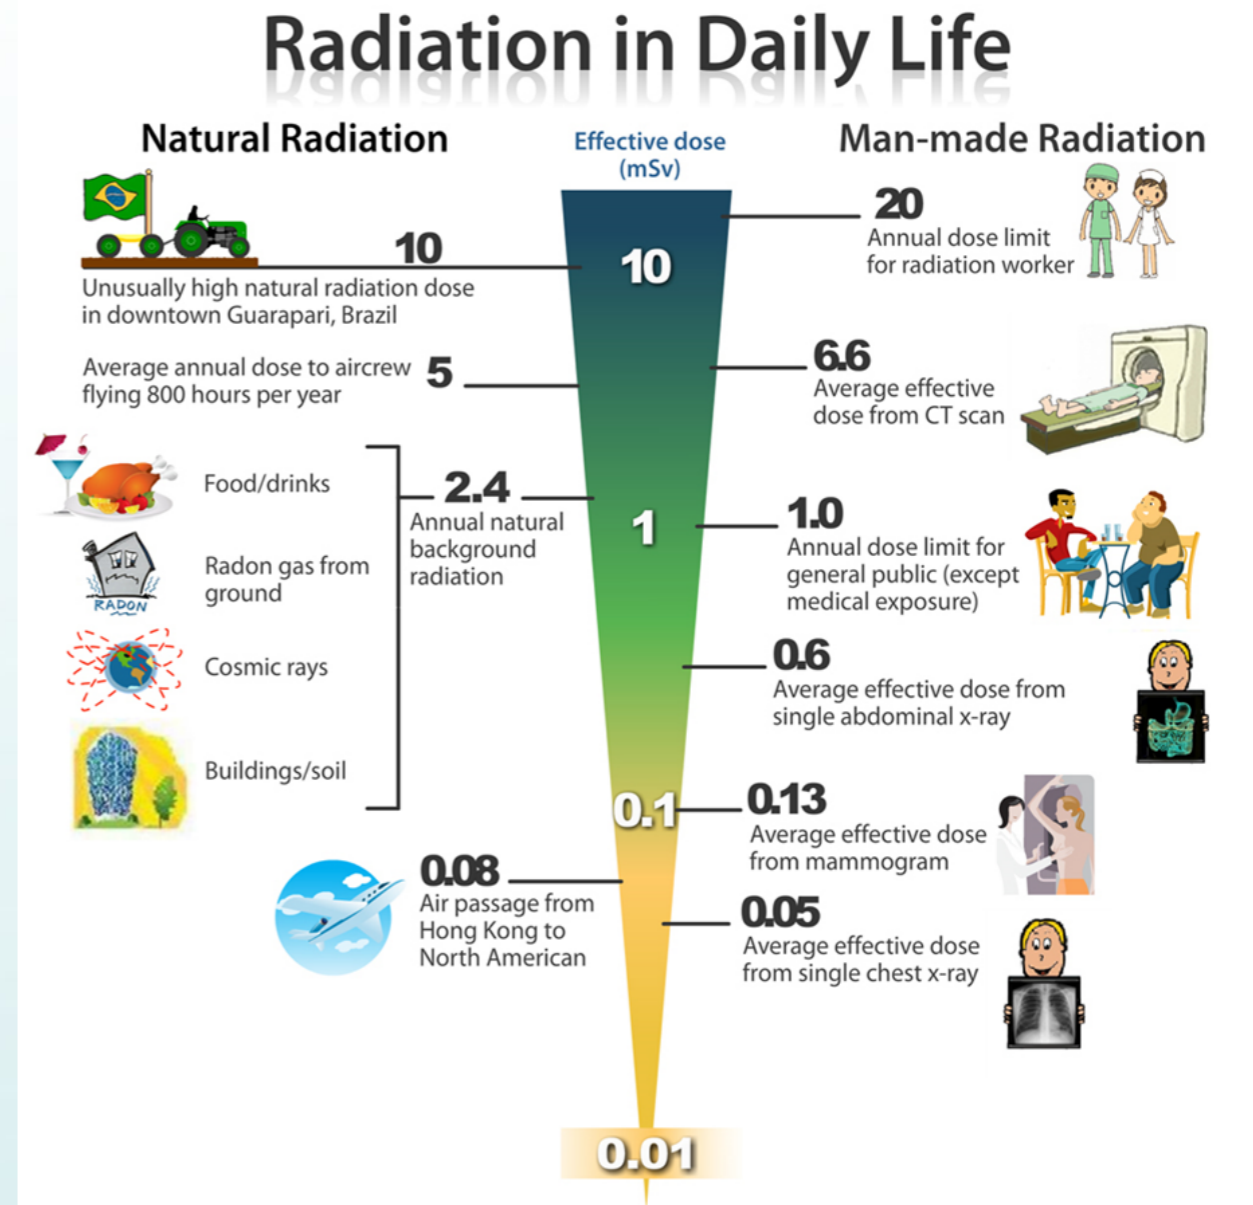 Radiation in Daily Life
Natural Radiation
Effective dose
(mSv)
Man-made Radiation
10
Unusually high natural radiation dose
in downtown Guarapari, Brazil
Average annual dose to aircrew
flying 800 hours per year
5
Food/drinks
Radon gas from
ground
RADON
Cosmic rays
Buildings/soil
2.4
Annual natural
background
radiation
0.08
Air passage from
Hong Kong to
North American
10
1
0.1
0.01
20
Annual dose limit
for radiation worker
6.6
Average effective
dose from CT scan
1.0
Annual dose limit for
general public (except
medical exposure)
0.6
Average effective dose from
single abdominal x-ray
0.13
Average effective dose
from mammogram
0.05
Average effective dose
from single chest x-ray